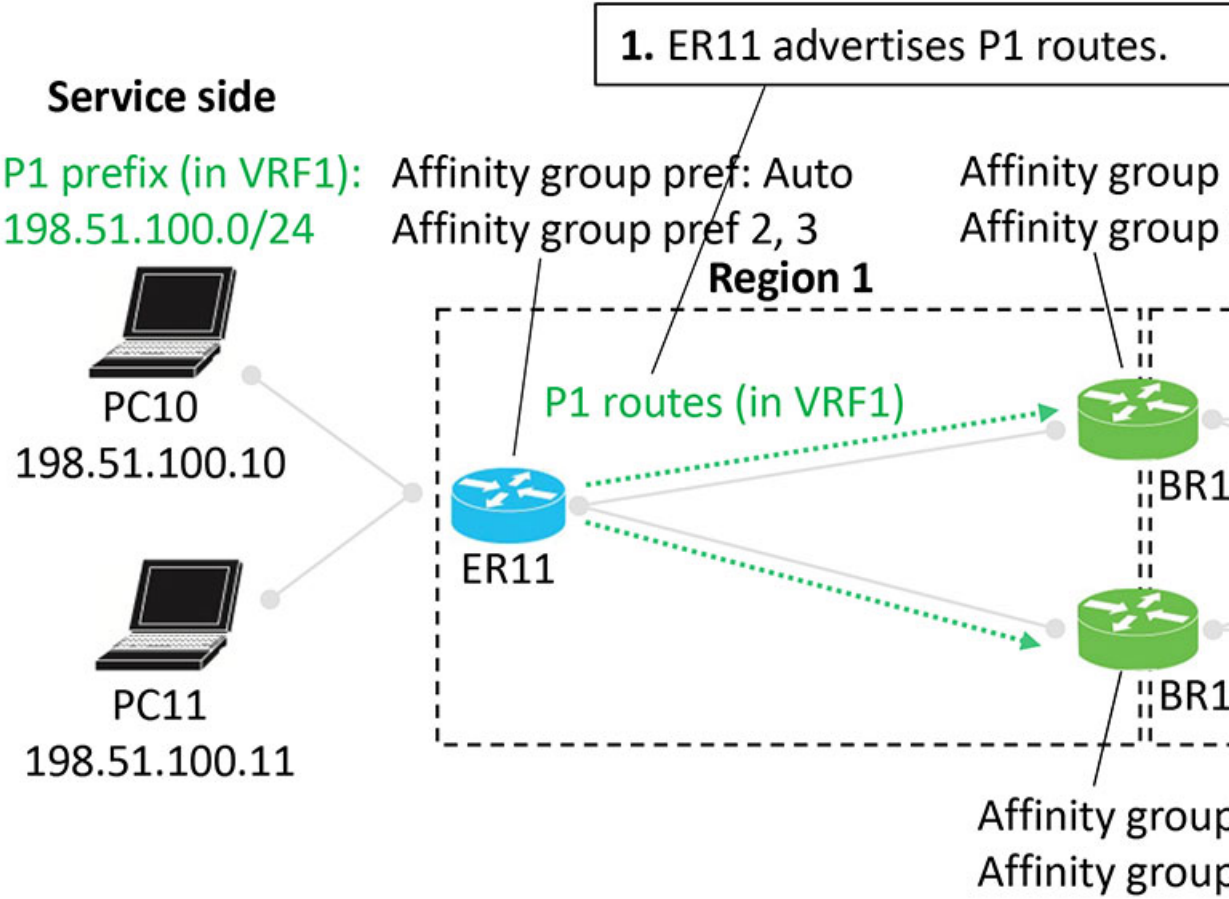 1. ER11 advertises P1 routes.
Service side
P1 prefix (in VRF1):
198.51.100.0/24
Affinity group pref: Auto
Affinity group pref 2, 3
Affinity group
Affinity group
Region 1
P1 routes (in VRF1)
PC10
198.51.100.10
BR1
ER11
PC11
198.51.100.11
BR1
Affinity group
Affinity group